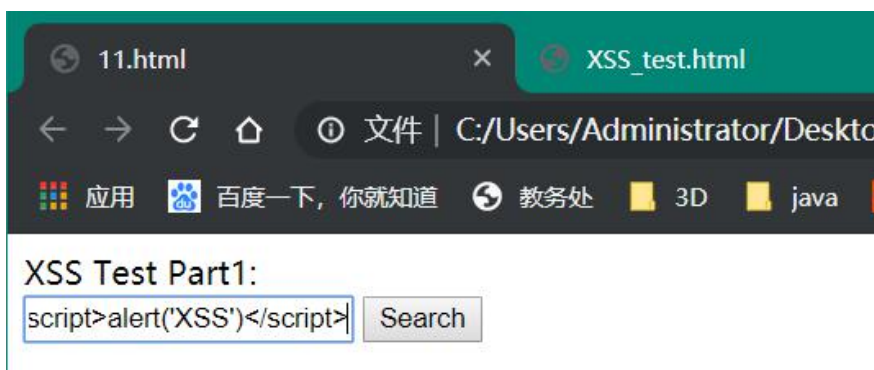 11.html × XSS_test.html
文件 | C:/Users/Administrator/Deskto
应用 百度一下，你就知道 教务处 3D java
XSS Test Part1:
script>alert('XSS')</script> Search